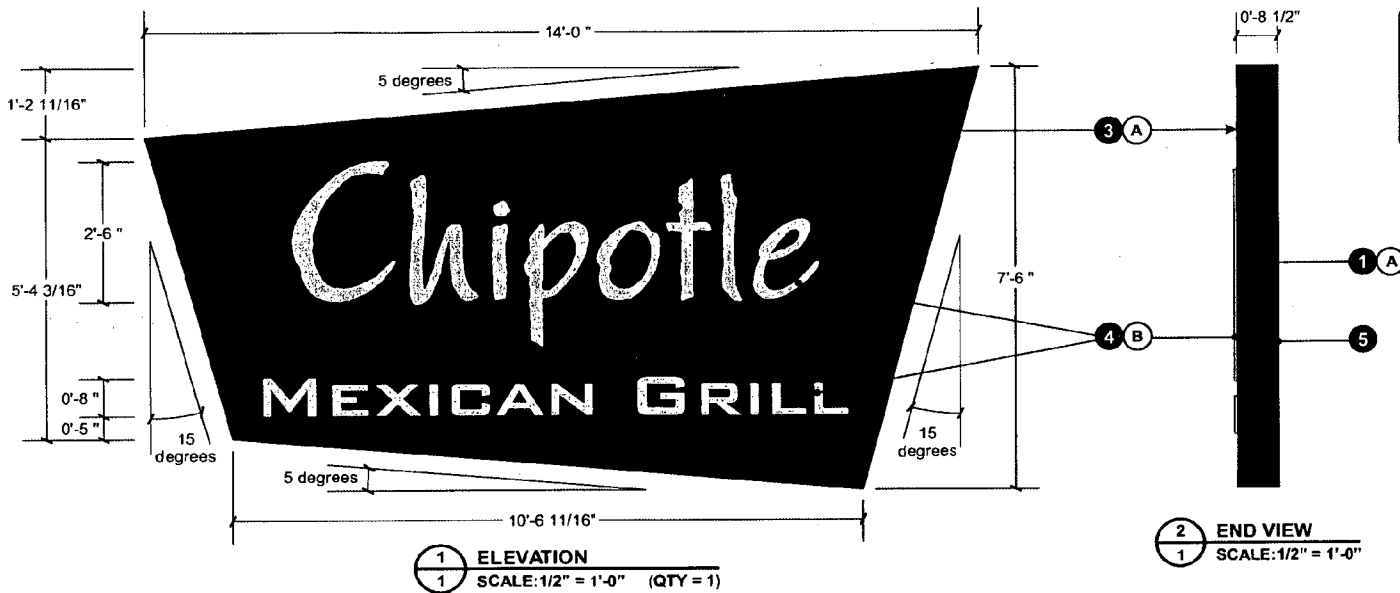 14'-0 "
0'-8 1/2"
5 degrees
1'-2 11/16"
3 A
Chipotle
2'-6 "
1 A
5'-4 3/16"
7'-6 "
4 B
5
MEXICAN GRILL
0'-8 "
0'-5 "
15
degrees
15
degrees
5 degrees
10'-6 11/16"
1
1
ELEVATION
SCALE:1/2" = 1'-0" (QTY = 1)
2
1
END VIEW
SCALE:1/2" = 1'-0"